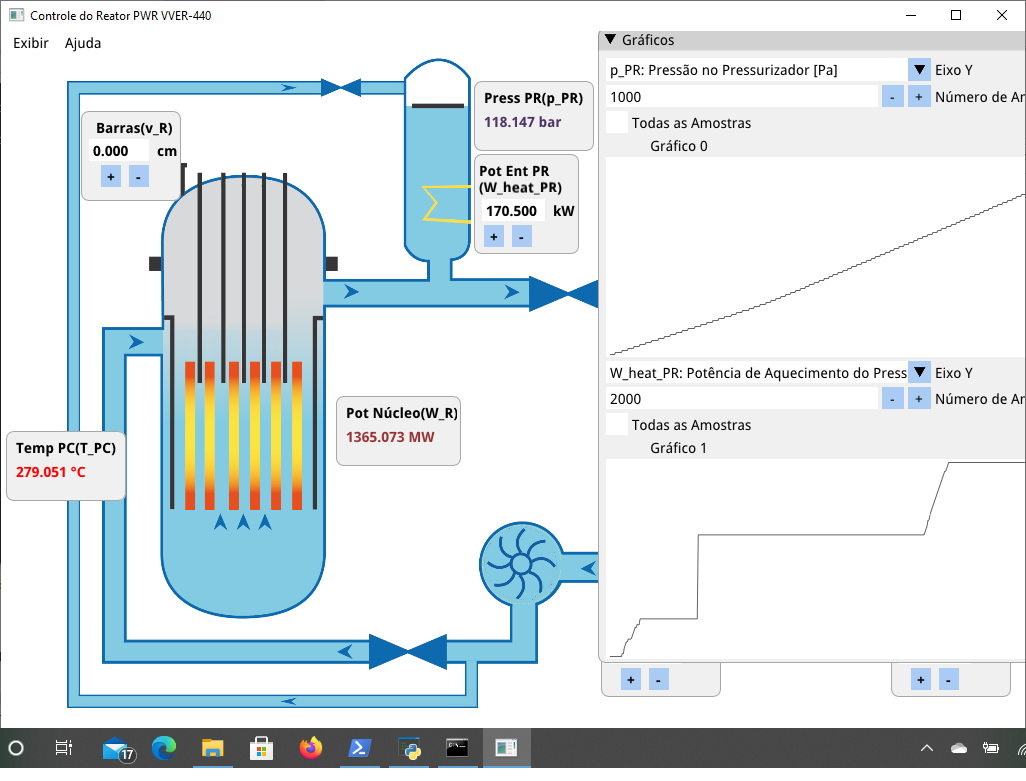 Controle do Reator PWR VVER-440
Exibir Ajuda
Barras(v_R)
0.000 cm
+ -
Press PR(p_PR)
118.147 bar
Pot Ent PR
(W_heat_PR)
170.500 kW
+ -
Pot Núcleo(W_R)
1365.073 MW
Temp PC(T_PC)
279.051 °C
Gráficos
p_PR: Pressão no Pressurizador [Pa] Eixo Y
1000 - + Número de Ar
Todas as Amostras
Gráfico 0
W_heat_PR: Potência de Aquecimento do Press Eixo Y
2000 - + Número de Ar
Todas as Amostras
Gráfico 1
+ -
+ -
17